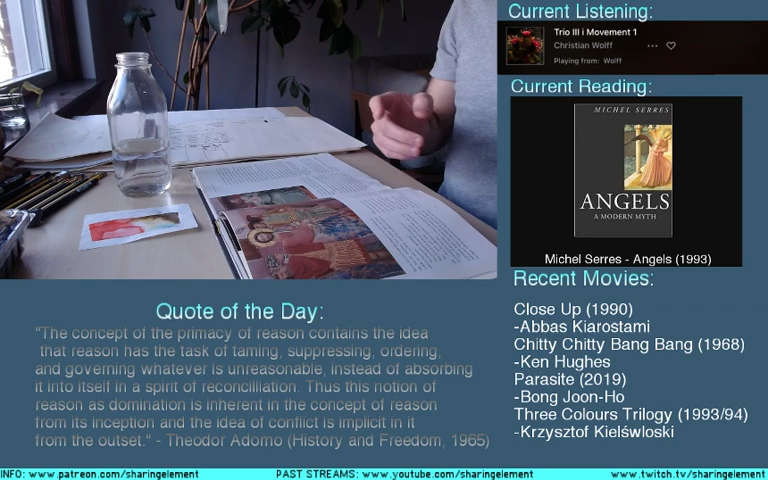 Current Listening:
Trio III i Movement 1
Christian Wolff
Playing from: Wolff
Current Reading:
MICHEL SERRES
ANGELS
A MODERN MYTH
Michel Serres - Angels (1993)
Recent Movies:
Close Up (1990)
-Abbas Kiarostami
Chitty Chitty Bang Bang (1968)
-Ken Hughes
Parasite (2019)
-Bong Joon-Ho
Three Colours Trilogy (1993/94)
-Krzysztof Kielświoski
Quote of the Day:
"The concept of the primacy of reason contains the idea
that reason has the task of taming, suppressing, ordering,
and governing whatever is unreasonable, instead of absorbing
it into itself in a spirit of reconcilliation. Thus this notion of
reason as domination is inherent in the concept of reason
from its inception and the idea of conflict is implicit in it
from the outset." - Theodor Adorno (History and Freedom, 1965)
INFO: www.patreon.com/sharingelement
PAST STREAMS: www.youtube.com/sharingelement
www.twitch.tv/sharingelement